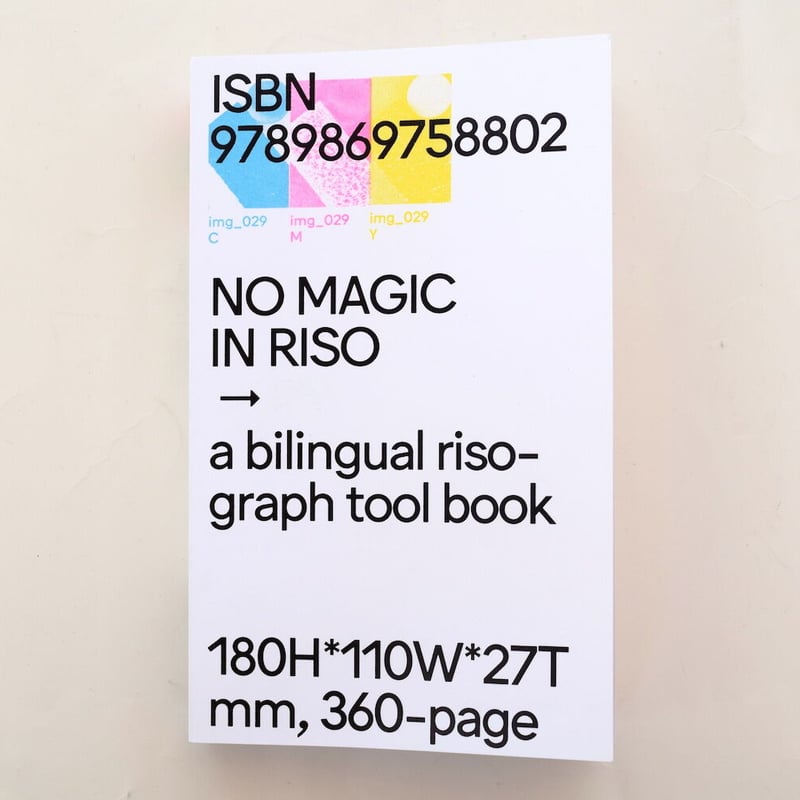 ISBN
9789869758802
img_029 img_029 img_029
C M Y
NO MAGIC
IN RISO
→
a bilingual riso-
graph tool book
180H*110W*27T
mm, 360-page